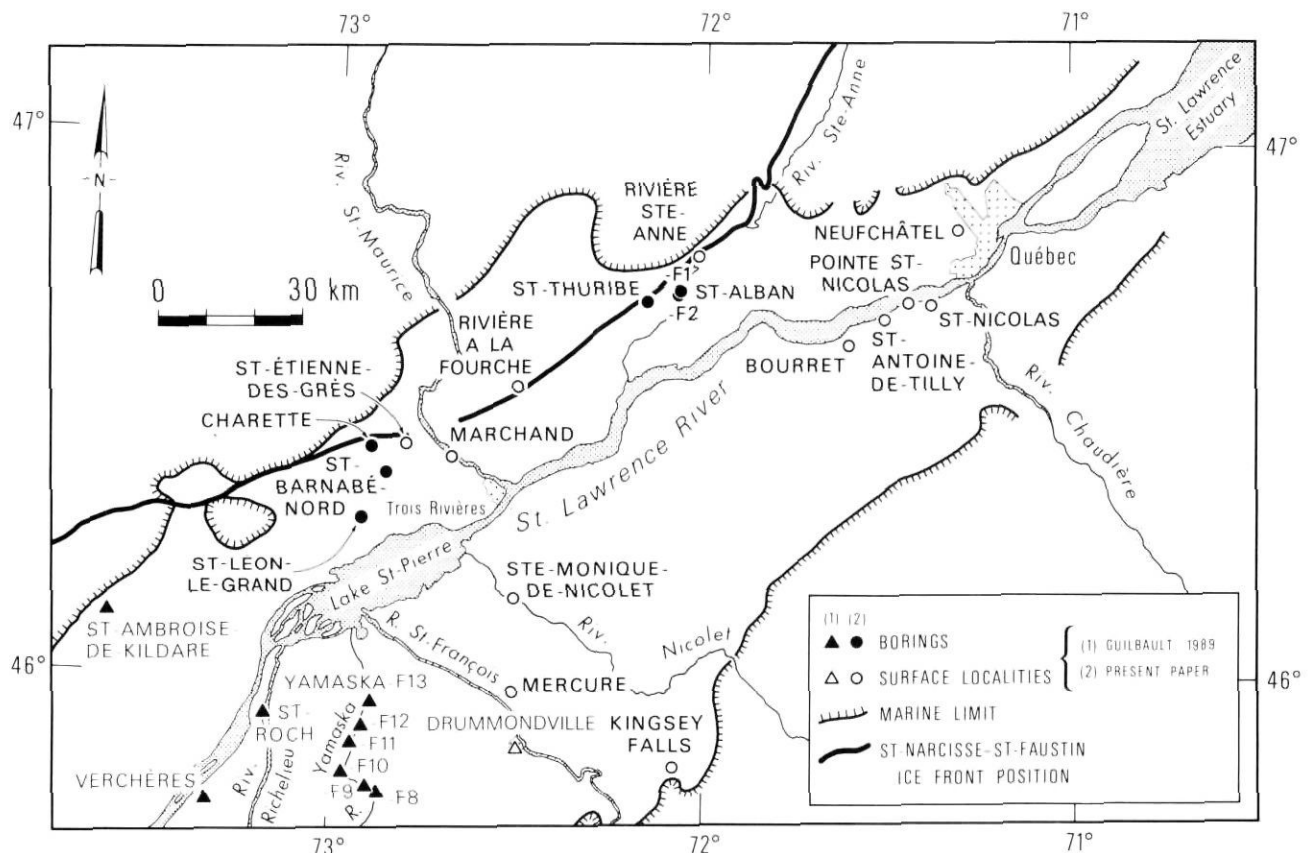 73°
72°
71°
47°
47°
-N-
0 30 km
Riv. St-Maurice
Riv. Ste-Anne
St. Lawrence Estuary
RIVIÈRE
STE-
ANNE
NEUFCHÂTEL
Québec
POINTE ST-
NICOLAS
-F1
ST-THURIBE
ST-ALBAN
-F2
ST-NICOLAS
RIVIÈRE
A LA
FOURCHE
BOURRET
ST-
ANTOINE-
DE-TILLY
ST-ÉTIENNE-
DES-GRÈS
CHARETTE
MARCHAND
Riv. Chaudière
ST-
BARNABÉ-
NORD
Trois Rivières
St. Lawrence River
ST-LEON-
LE-GRAND
Lake St-Pierre
STE-MONIQUE-
DE-NICOLET
ST-AMBROISE-
DE-KILDARE
R. St-François
Riv. Nicolet
46°
46°
YAMASKA F13
MERCURE
ST-
ROCH
F12
DRUMMONDVILLE
KINGSEY
FALLS
F11
Yamaska R.
F10
VERCHÈRES
Riv. Richelieu
F9
F8
(1) (2)
BORINGS
(1) GUILBAULT 1989
SURFACE LOCALITIES
(2) PRESENT PAPER
MARINE LIMIT
ST-NARCISSE-ST-FAUSTIN
ICE FRONT POSITION
73°
72°
71°